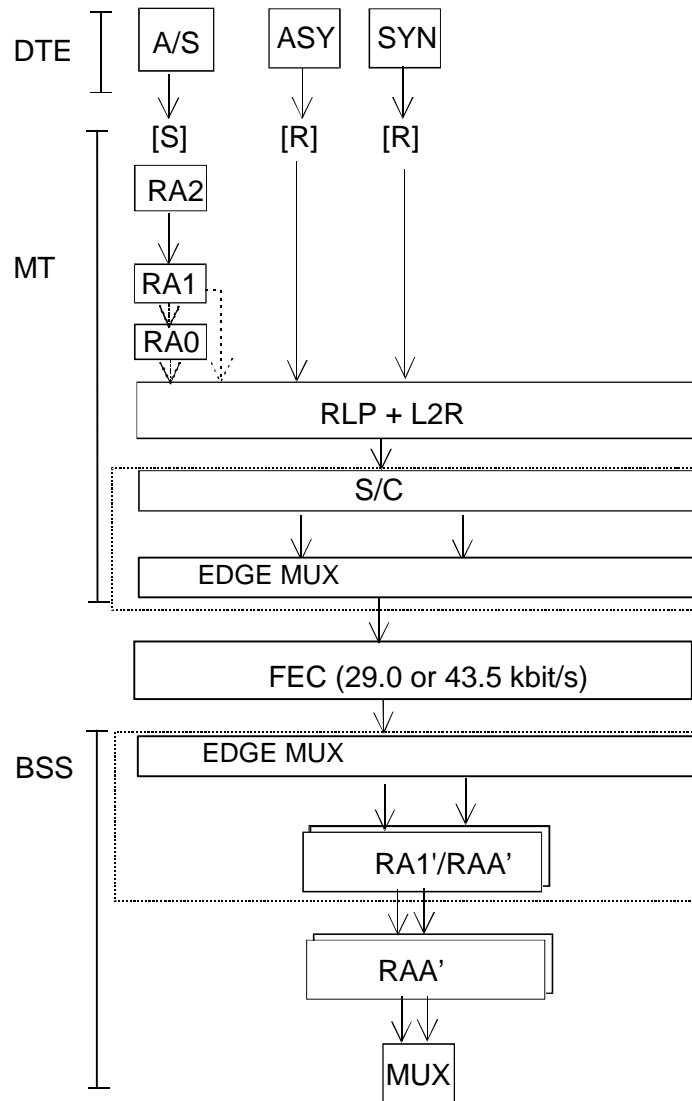 DTE
A/S
ASY
SYN
[S]
[R]
[R]
MT
RA2
RA1
RA0
RLP + L2R
S/C
EDGE MUX
FEC (29.0 or 43.5 kbit/s)
BSS
EDGE MUX
RA1'/RAA’
RAA’
MUX